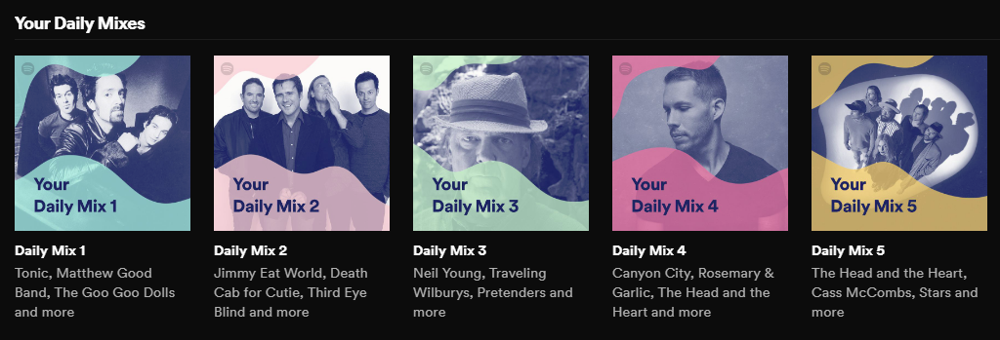 Your Daily Mixes
Your
Daily Mix 1
Your
Daily Mix 2
Your
Daily Mix 3
Your
Daily Mix 4
Your
Daily Mix 5
Daily Mix 1
Tonic, Matthew Good
Band, The Goo Goo Dolls
and more
Daily Mix 2
Jimmy Eat World, Death
Cab for Cutie, Third Eye
Blind and more
Daily Mix 3
Neil Young, Traveling
Wilburys, Pretenders and
more
Daily Mix 4
Canyon City, Rosemary &
Garlic, The Head and the
Heart and more
Daily Mix 5
The Head and the Heart,
Cass McCombs, Stars and
more